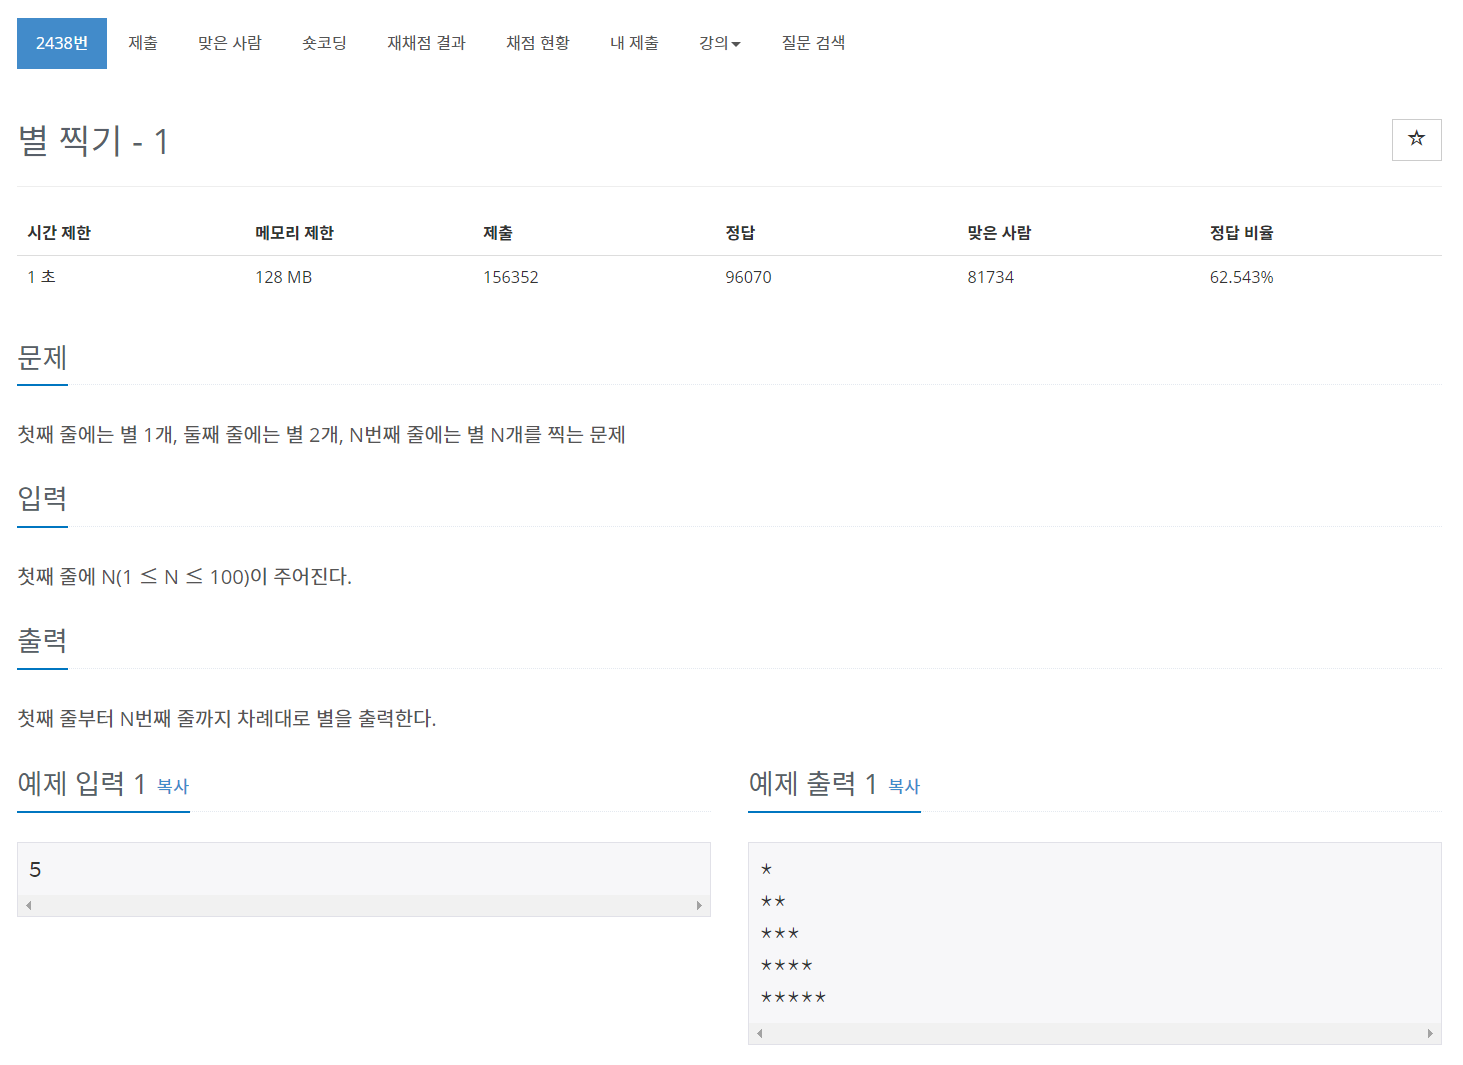 2438번 제출 맞은 사람 숏코딩 재채점 결과 채점 현황 내 제출 강의 질문 검색
별 찍기 - 1
시간 제한 메모리 제한 제출 정답 맞은 사람 정답 비율
1 초 128 MB 156352 96070 81734 62.543%
문제
첫째 줄에는 별 1개, 둘째 줄에는 별 2개, N번째 줄에는 별 N개를 찍는 문제
입력
첫째 줄에 N(1 ≤ N ≤ 100)이 주어진다.
출력
첫째 줄부터 N번째 줄까지 차례대로 별을 출력한다.
예제 입력 1 복사
5
예제 출력 1 복사
*
**
***
****
*****